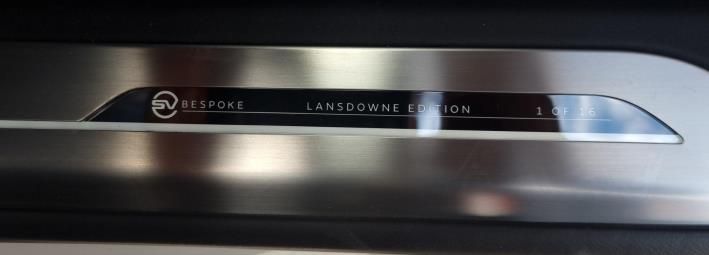 SV BESPOKE LANSDOWNE EDITION 1 OF 16